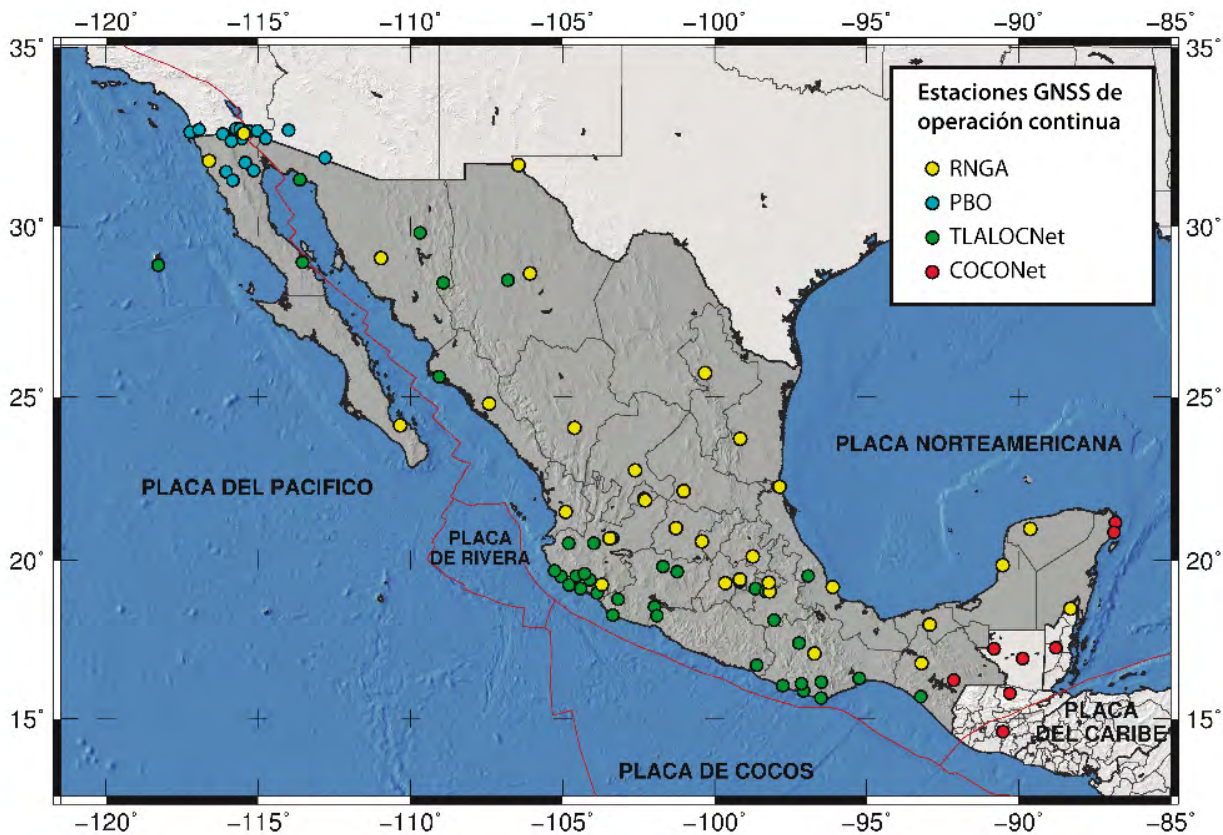 −120° −115° −110° −105° −100° −95° −90° −85°
35° 35°
Estaciones GNSS de
operación continua
RNGA
PBO
TLALOCNet
COCONet
30° 30°
25° 25°
PLACA NORTEAMERICANA
PLACA DEL PACIFICO
PLACA
DE RIVERA
20° 20°
PLACA
DEL CARIBE
15° 15°
PLACA DE COCOS
−120° −115° −110° −105° −100° −95° −90° −85°